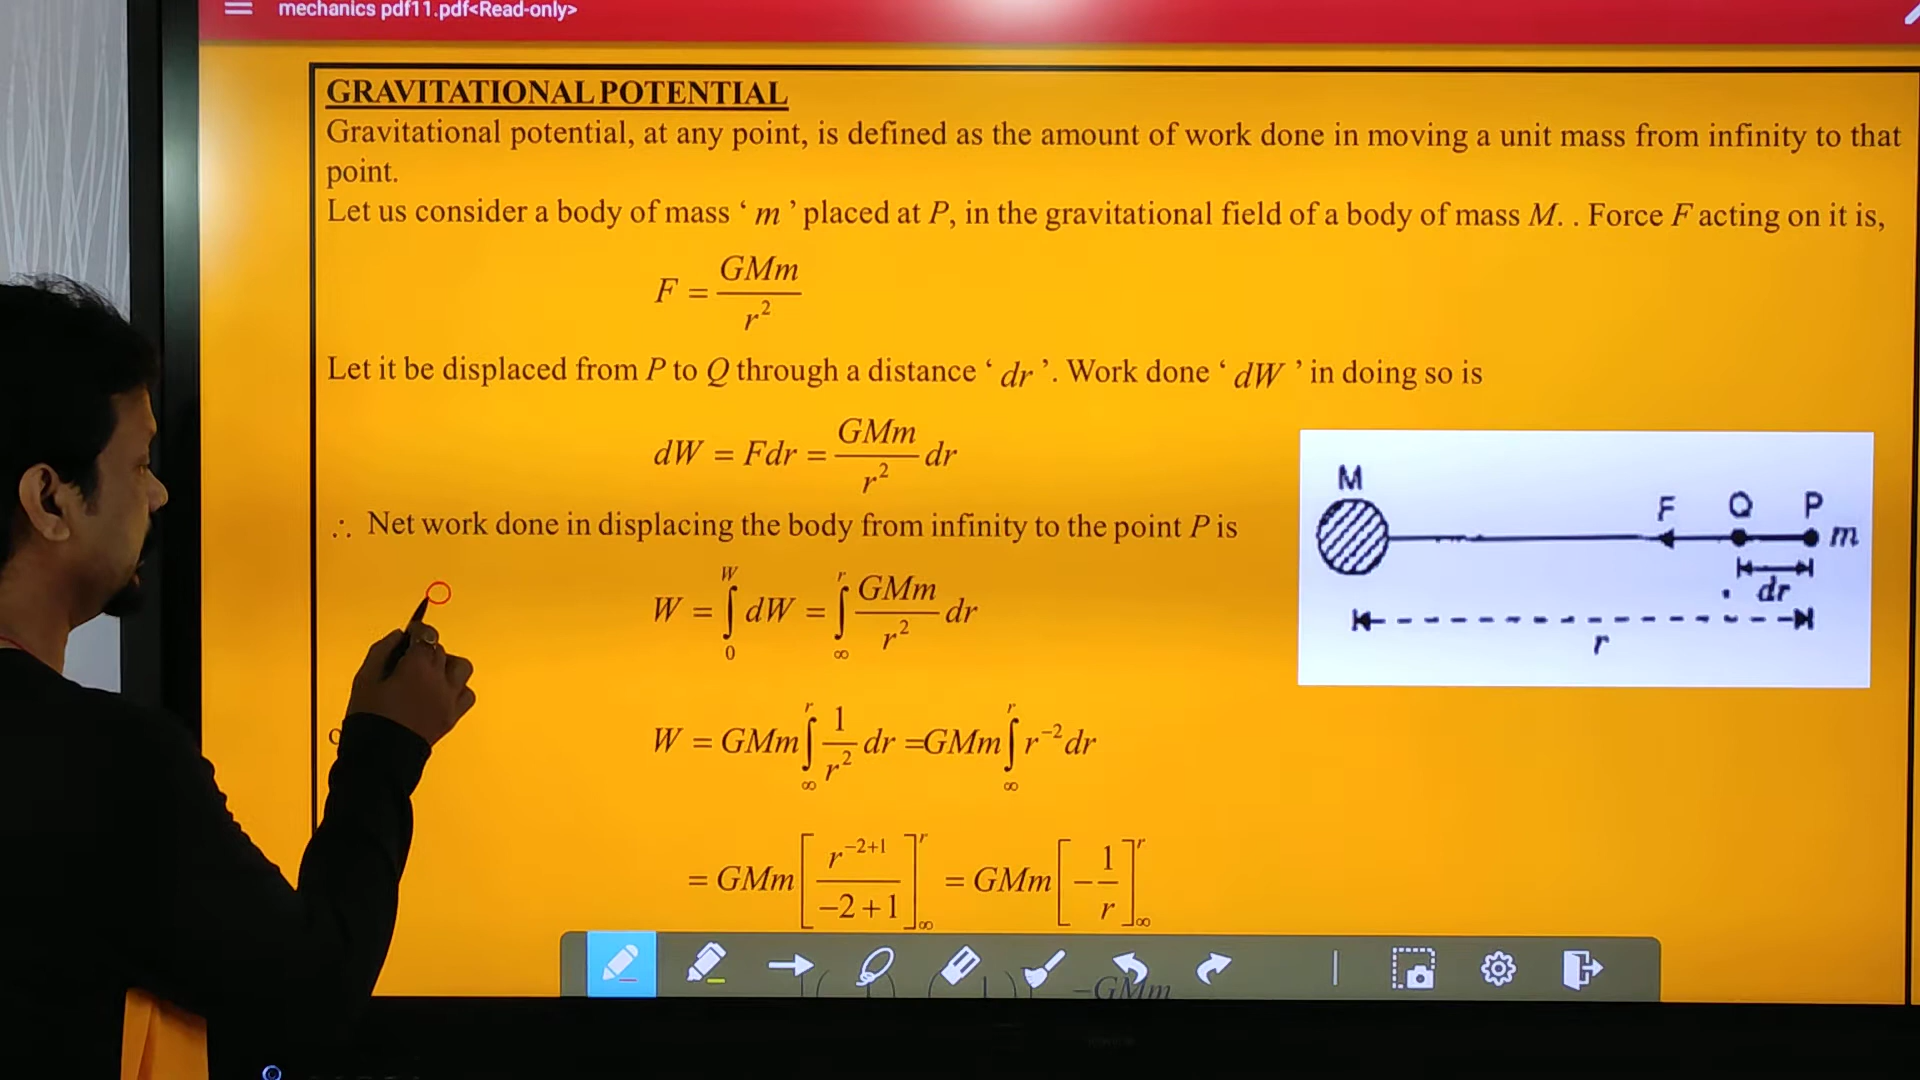 mechanics pdf11.pdf<Read-only>
GRAVITATIONAL POTENTIAL
Gravitational potential, at any point, is defined as the amount of work done in moving a unit mass from infinity to that
point.
Let us consider a body of mass ‘ m ’ placed at P, in the gravitational field of a body of mass M. . Force F acting on it is,
F = GMm / r²
Let it be displaced from P to Q through a distance ‘ dr ’. Work done ‘ dW ’ in doing so is
dW = Fdr = GMm / r² dr
∴ Net work done in displacing the body from infinity to the point P is
W = ∫₀^W dW = ∫_∞^r GMm / r² dr
W = GMm ∫_∞^r 1 / r² dr = GMm ∫_∞^r r⁻² dr
= GMm [ r⁻²⁺¹ / −2+1 ]_∞^r = GMm [ − 1 / r ]_∞^r
−GMm
M
F Q P
m
dr
r